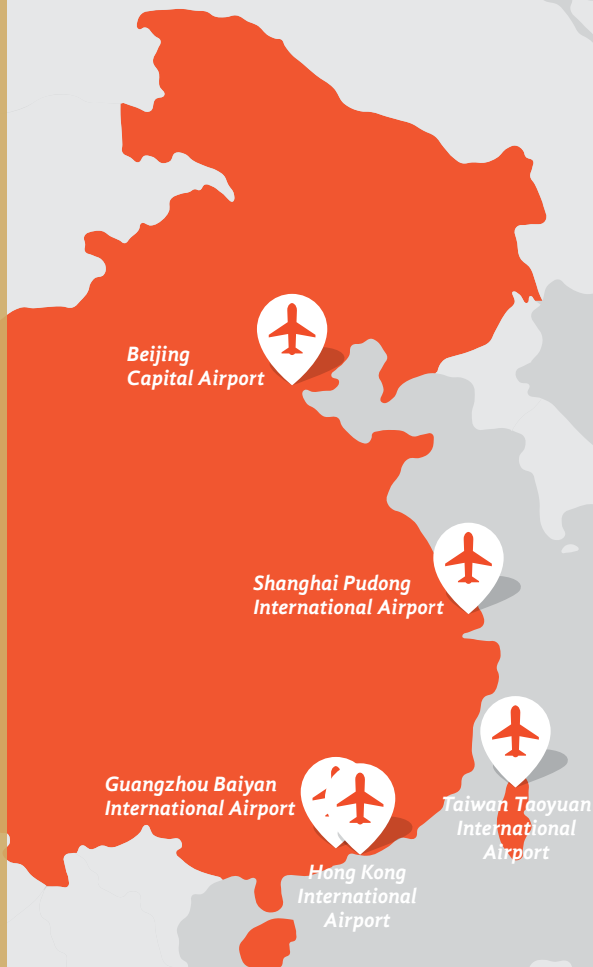 Beijing
Capital Airport
Shanghai Pudong
International Airport
Guangzhou Baiyan
International Airport
Taiwan Taoyuan
International
Airport
Hong Kong
International
Airport